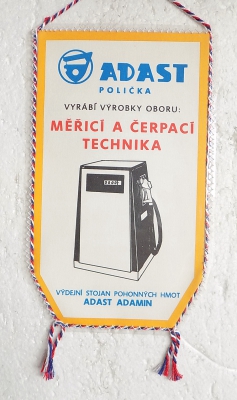 ADAST
POLIČKA
VYRÁBÍ VÝROBKY OBORU:
MĚŘICÍ A ČERPACÍ
TECHNIKA
VÝDEJNÍ STOJAN POHONNÝCH HMOT
ADAST ADAMIN